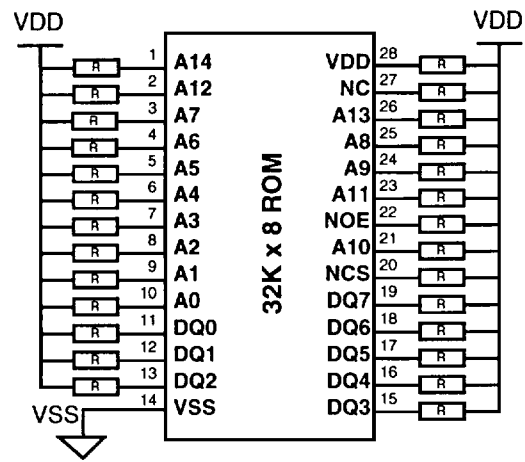 VDD VDD
R 1 A14 VDD 28 R
R 2 A12 NC 27 R
R 3 A7 A13 26 R
R 4 A6 A8 25 R
R 5 A5 A9 24 R
R 6 A4 A11 23 R
R 7 A3 NOE 22 R
R 8 A2 A10 21 R
R 9 A1 NCS 20 R
R 10 A0 DQ7 19 R
R 11 DQ0 DQ6 18 R
R 12 DQ1 DQ5 17 R
R 13 DQ2 DQ4 16 R
VSS 14 VSS DQ3 15 R
32K x 8 ROM